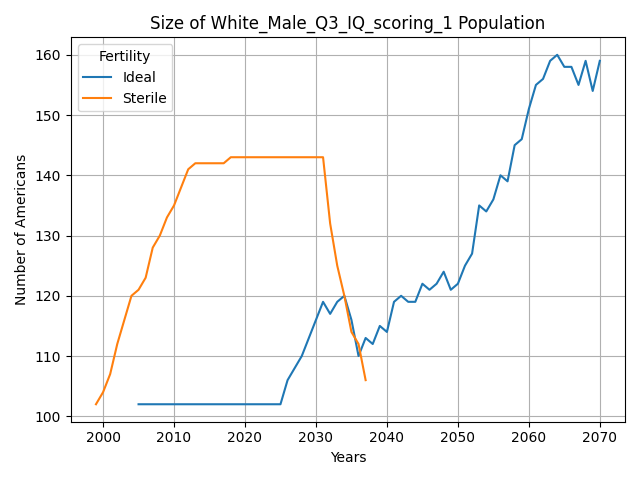 Size of White_Male_Q3_IQ_scoring_1 Population
Fertility
Ideal
Sterile
Number of Americans
160
150
140
130
120
110
100
2000 2010 2020 2030 2040 2050 2060 2070
Years